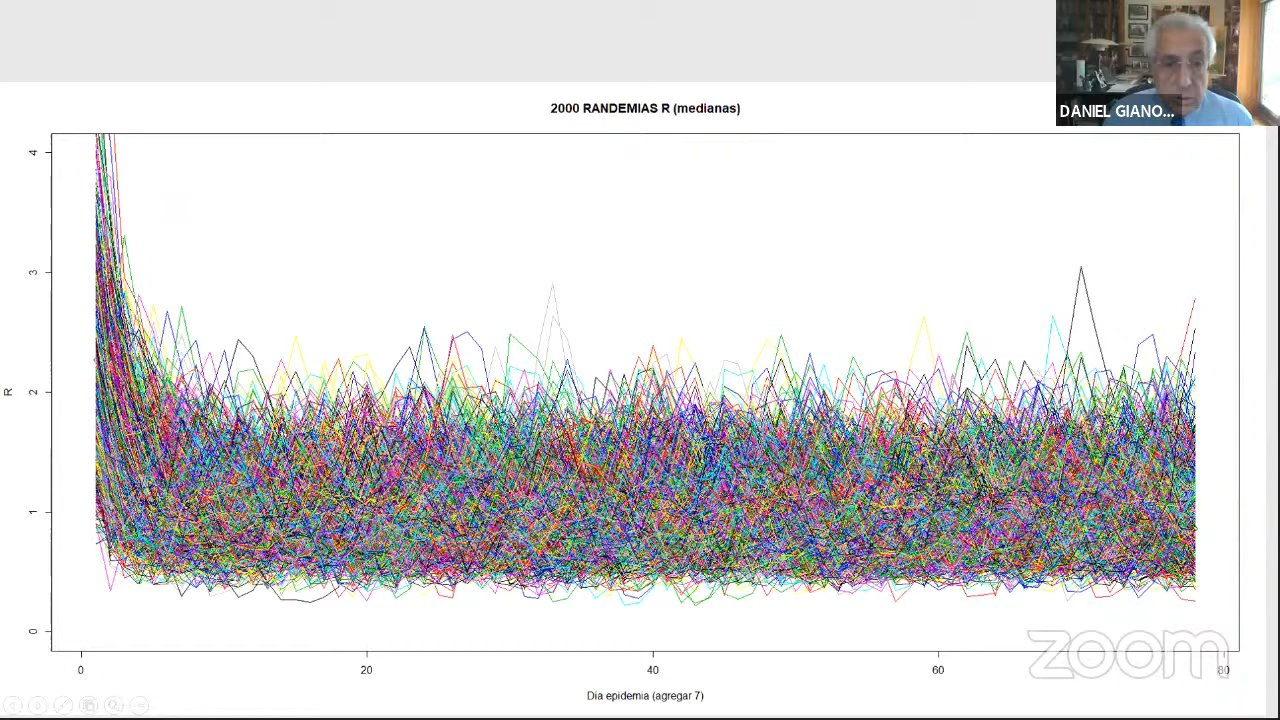 DANIEL GIANO...
2000 RANDEMIAS R (medianas)
4
3
2
1
0
R
0
20
40
60
80
Dia epidemia (agregar 7)
zoom